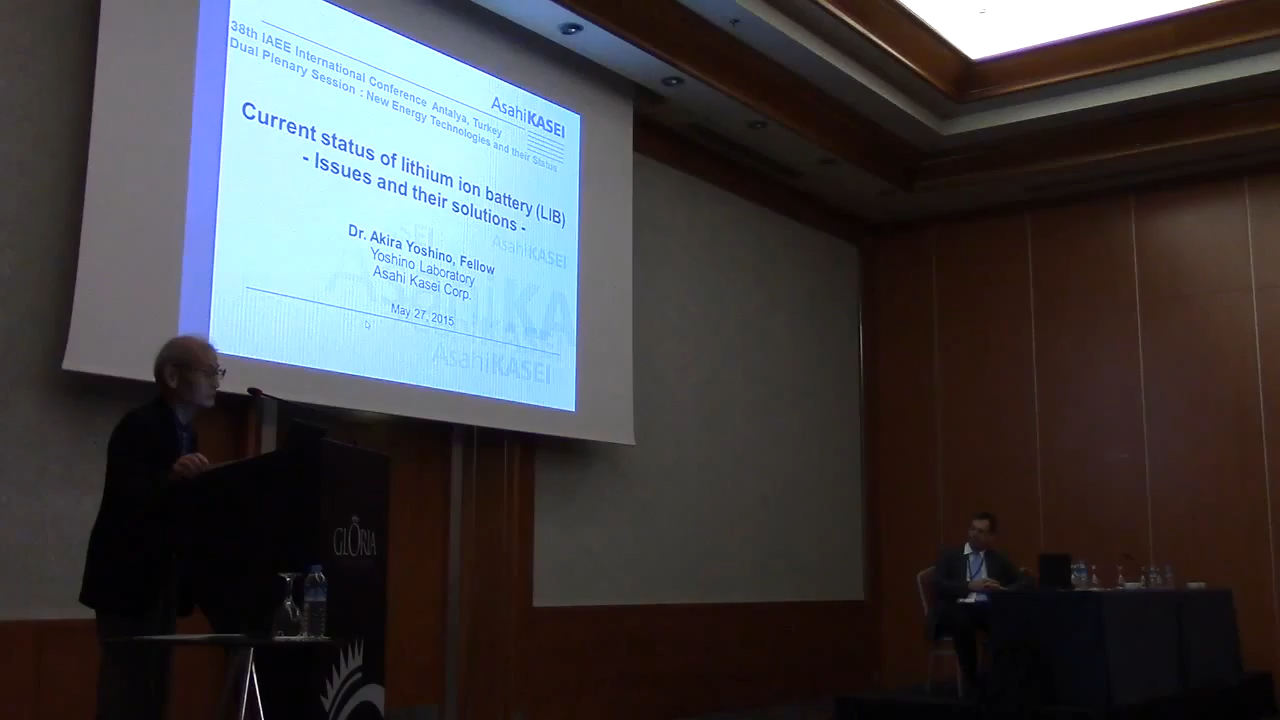 38th IAEE International Conference Antalya, Turkey
Dual Plenary Session : New Energy Technologies and their Status
AsahiKASEI
Current status of lithium ion battery (LIB)
- Issues and their solutions -
Dr. Akira Yoshino, Fellow
Yoshino Laboratory
Asahi Kasei Corp.
May 27, 2015
AsahiKASEI
AsahiKA
AsahiKASEI
GLORIA